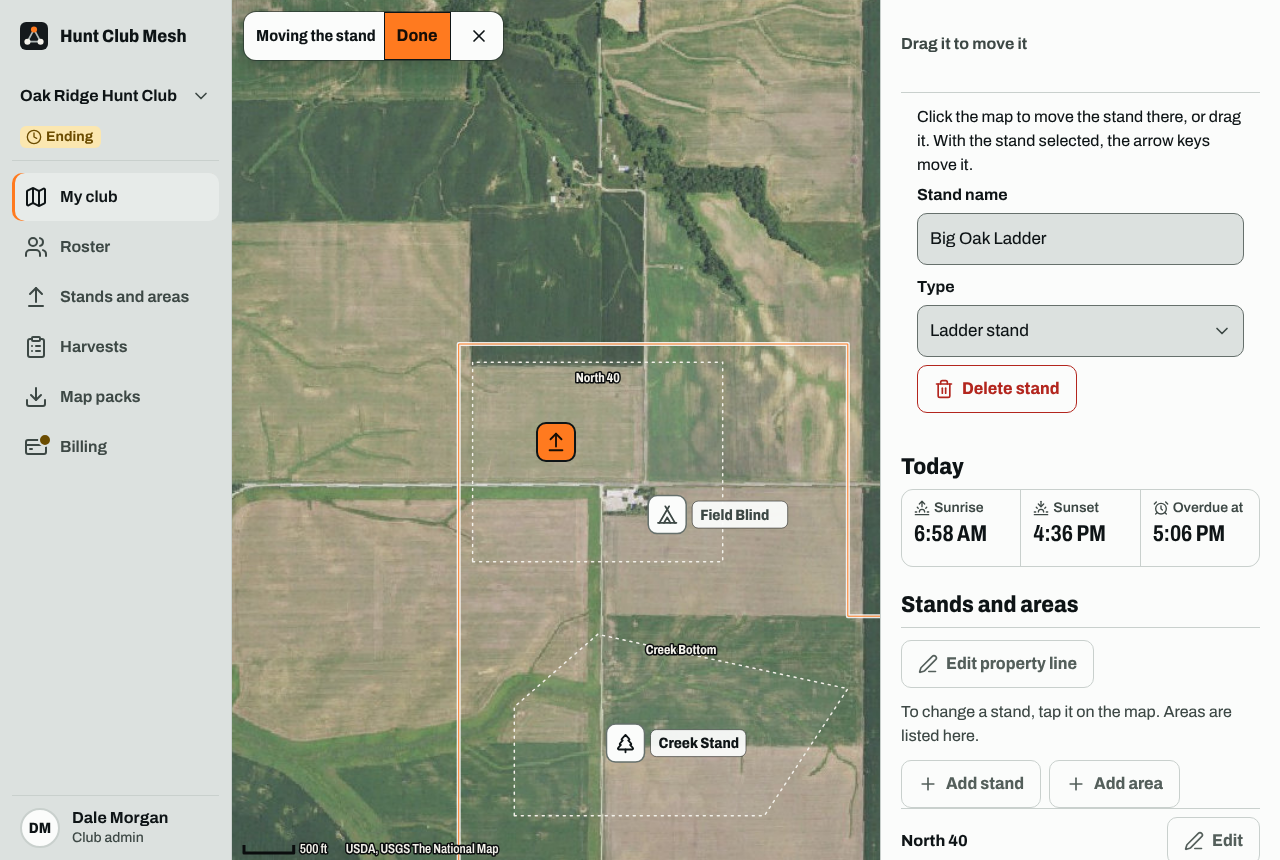 Hunt Club Mesh
Oak Ridge Hunt Club
Ending
My club
Roster
Stands and areas
Harvests
Map packs
Billing
DM
Dale Morgan
Club admin
Moving the stand
Done
North 40
Field Blind
Creek Bottom
Creek Stand
500 ft
USDA, USGS The National Map
Drag it to move it
Click the map to move the stand there, or drag
it. With the stand selected, the arrow keys
move it.
Stand name
Big Oak Ladder
Type
Ladder stand
Delete stand
Today
Sunrise
6:58 AM
Sunset
4:36 PM
Overdue at
5:06 PM
Stands and areas
Edit property line
To change a stand, tap it on the map. Areas are
listed here.
Add stand
Add area
North 40
Edit